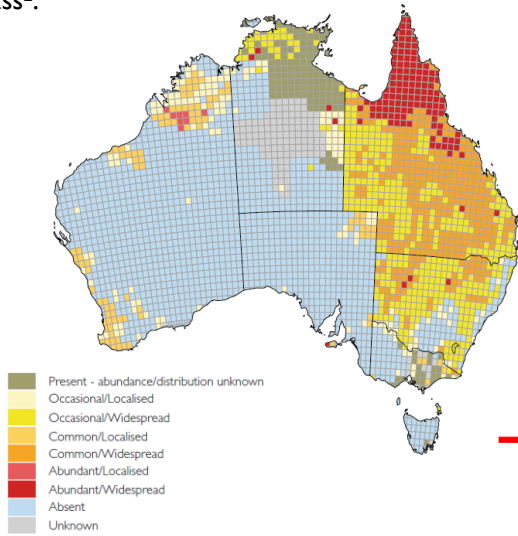 Present - abundance/distribution unknown
Occasional/Localised
Occasional/Widespread
Common/Localised
Common/Widespread
Abundant/Localised
Abundant/Widespread
Absent
Unknown